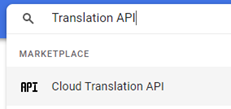 Translation API
MARKETPLACE
API Cloud Translation API